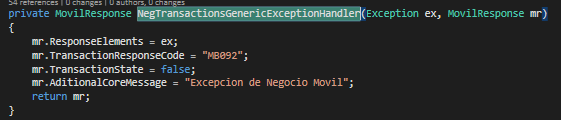 54 references | 0 changes | 0 authors, 0 changes
private MovilResponse NegTransactionsGenericExceptionHandler(Exception ex, MovilResponse mr)
{
mr.ResponseElements = ex;
mr.TransactionResponseCode = "MB092";
mr.TransactionState = false;
mr.AditionalCoreMessage = "Excepcion de Negocio Movil";
return mr;
}